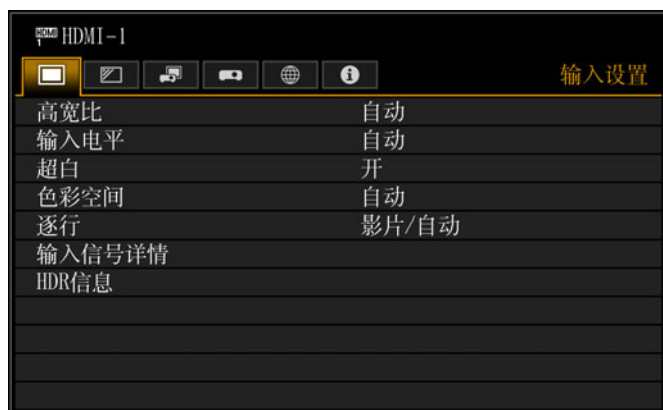 HDMI 1 HDMI-1
输入设置
高宽比 自动
输入电平 自动
超白 开
色彩空间 自动
逐行 影片/自动
输入信号详情
HDR信息